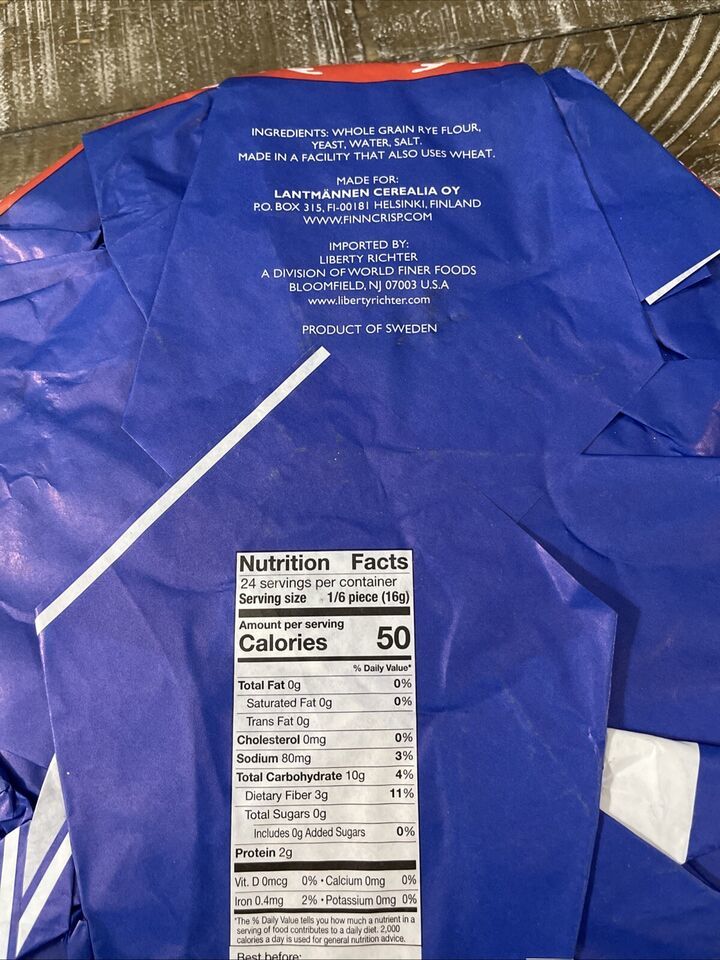 INGREDIENTS: WHOLE GRAIN RYE FLOUR,
YEAST, WATER, SALT.
MADE IN A FACILITY THAT ALSO USES WHEAT.
MADE FOR:
LANTMÄNNEN CEREALIA OY
P.O. BOX 315, FI-00181 HELSINKI, FINLAND
WWW.FINNCRISP.COM
IMPORTED BY:
LIBERTY RICHTER
A DIVISION OF WORLD FINER FOODS
BLOOMFIELD, NJ 07003 U.S.A
www.libertyrichter.com
PRODUCT OF SWEDEN
Nutrition Facts
24 servings per container
Serving size 1/6 piece (16g)
Amount per serving
Calories 50
% Daily Value*
Total Fat 0g 0%
Saturated Fat 0g 0%
Trans Fat 0g
Cholesterol 0mg 0%
Sodium 80mg 3%
Total Carbohydrate 10g 4%
Dietary Fiber 3g 11%
Total Sugars 0g
Includes 0g Added Sugars 0%
Protein 2g
Vit. D 0mcg 0% • Calcium 0mg 0%
Iron 0.4mg 2% • Potassium 0mg 0%
*The % Daily Value tells you how much a nutrient in a
serving of food contributes to a daily diet. 2,000
calories a day is used for general nutrition advice.
Best before: